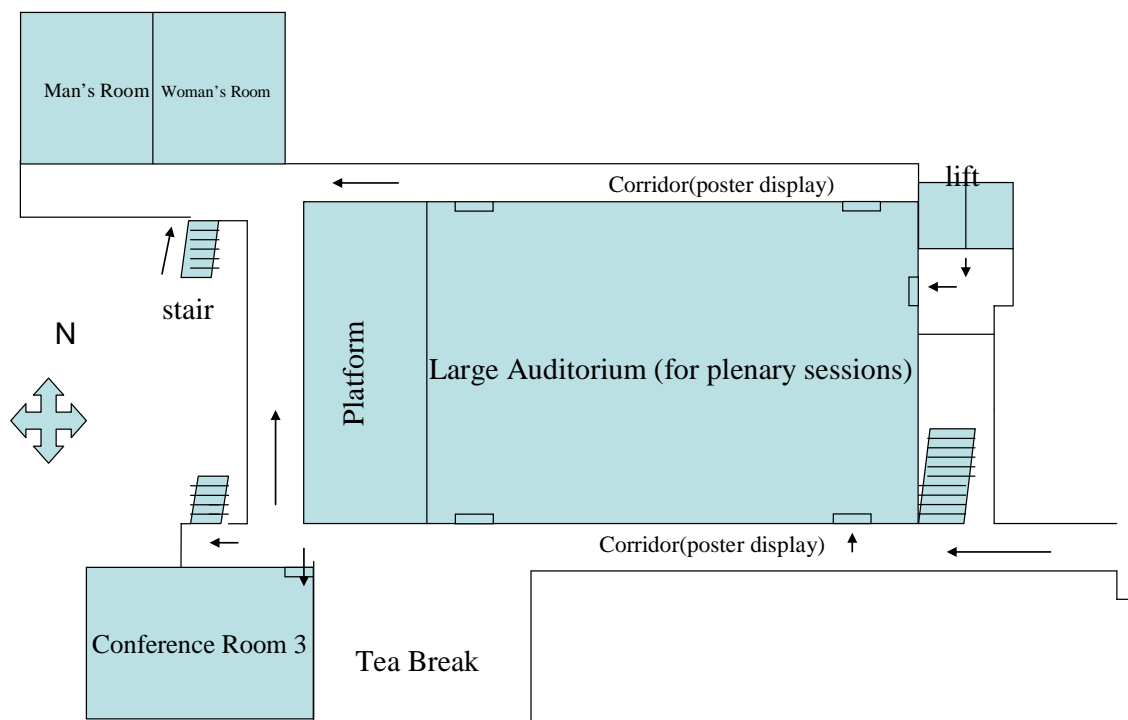 Man's Room
Woman's Room
lift
Corridor(poster display)
stair
N
Platform
Large Auditorium (for plenary sessions)
Corridor(poster display)
Conference Room 3
Tea Break